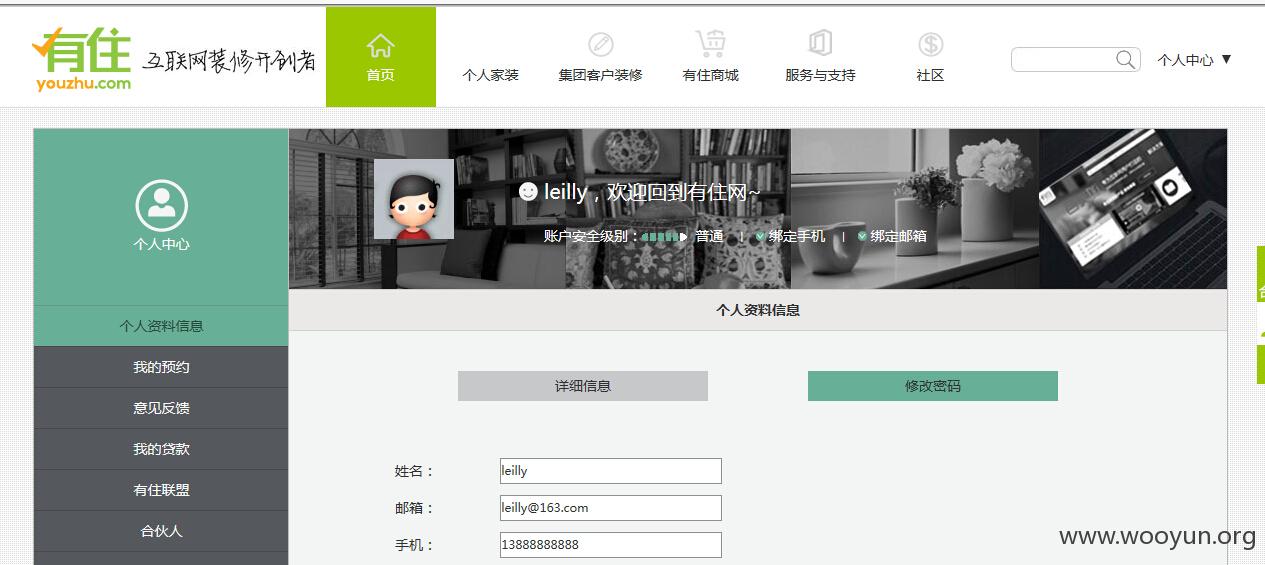 有住
youzhu.com
互联网装修开创者
首页
个人家装
集团客户装修
有住商城
服务与支持
社区
个人中心 ▼
个人中心
leilly，欢迎回到有住网~
账户安全级别： 普通 | 绑定手机 | 绑定邮箱
个人资料信息
我的预约
意见反馈
我的贷款
有住联盟
合伙人
个人资料信息
详细信息
修改密码
姓名： leilly
邮箱： leilly@163.com
手机： 13888888888
www.wooyun.org